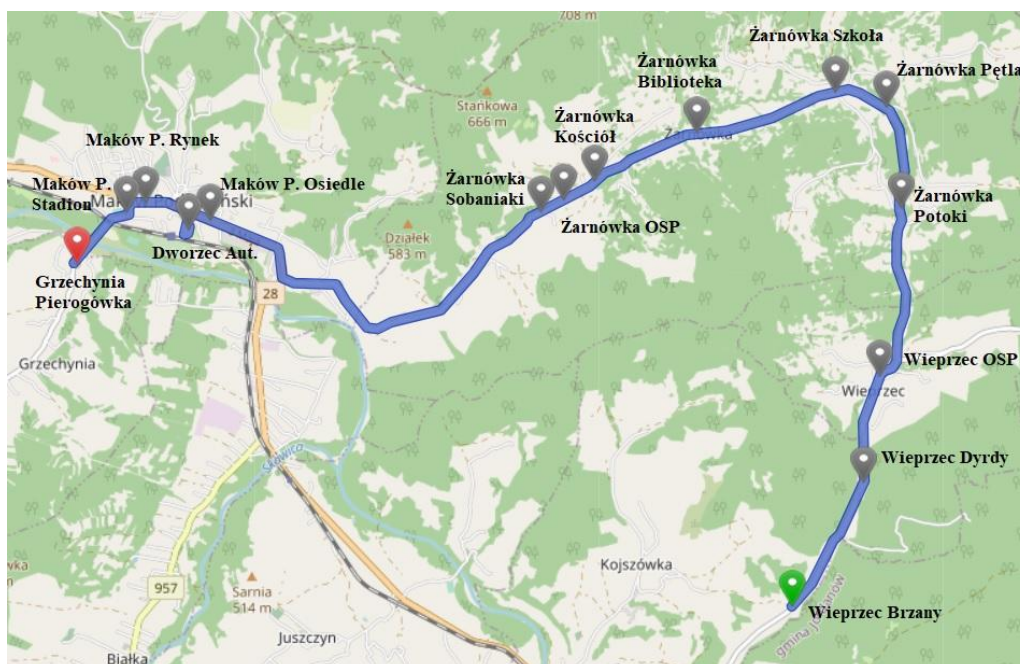 708 m
Żarnówka Szkoła
Żarnówka
Biblioteka
Żarnówka Pętla
Stańkowa
666 m
Żarnówka
Kościół
Żarnówka
Maków P. Rynek
Maków P.
Stadion
Maków P. Osiedle
Żarnówka
Sobaniaki
Żarnówka OSP
Żarnówka
Potoki
Działek
583 m
Dworzec Aut.
Grzechynia
Pierogówka
28
Grzechynia
Wieprzec OSP
Wieprzec
Skawica
Wieprzec Dyrdy
Kojszówka
957
Sarnia
514 m
Wieprzec Brzany
Juszczyn
Białka